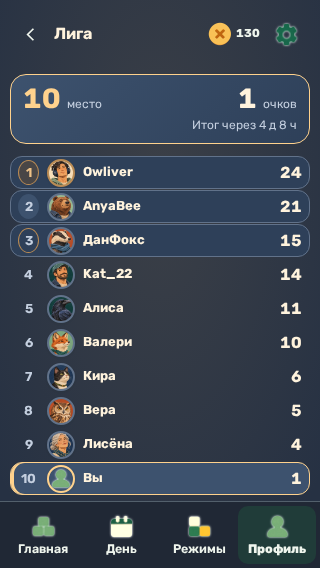 Лига
130
10 место
1 очков
Итог через 4 д 8 ч
1 Owliver 24
2 AnyaBee 21
3 ДанФокс 15
4 Kat_22 14
5 Алиса 11
6 Валери 10
7 Кира 6
8 Вера 5
9 Лисёна 4
10 Вы 1
Главная День Режимы Профиль